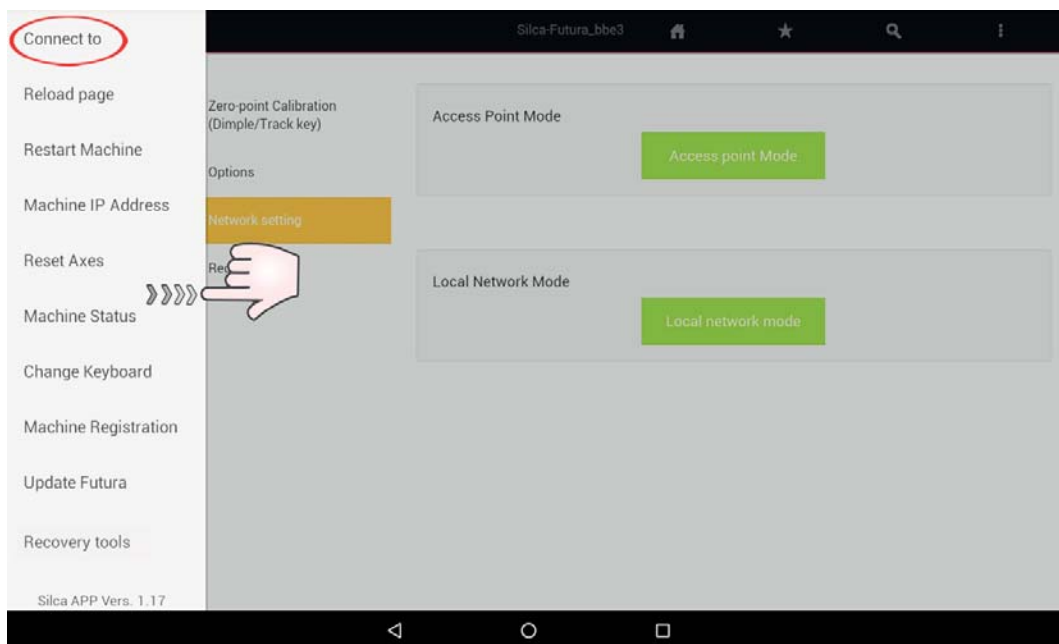 Connect to
Reload page
Restart Machine
Machine IP Address
Reset Axes
Machine Status
Change Keyboard
Machine Registration
Update Futura
Recovery tools
Silca APP Vers. 1.17
Silca-Futura_bbe3
Zero-point Calibration
(Dimple/Track key)
Options
Network setting
Access Point Mode
Access point Mode
Local Network Mode
Local network mode